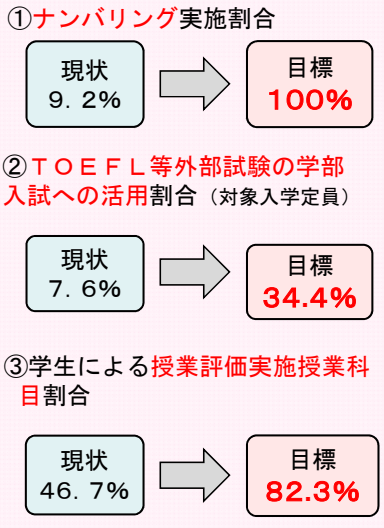 ①ナンバリング実施割合
現状
9．2%
目標
100%
②ＴＯＥＦＬ等外部試験の学部
入試への活用割合（対象入学定員）
現状
7．6%
目標
34.4%
③学生による授業評価実施授業科
目割合
現状
46．7%
目標
82.3%